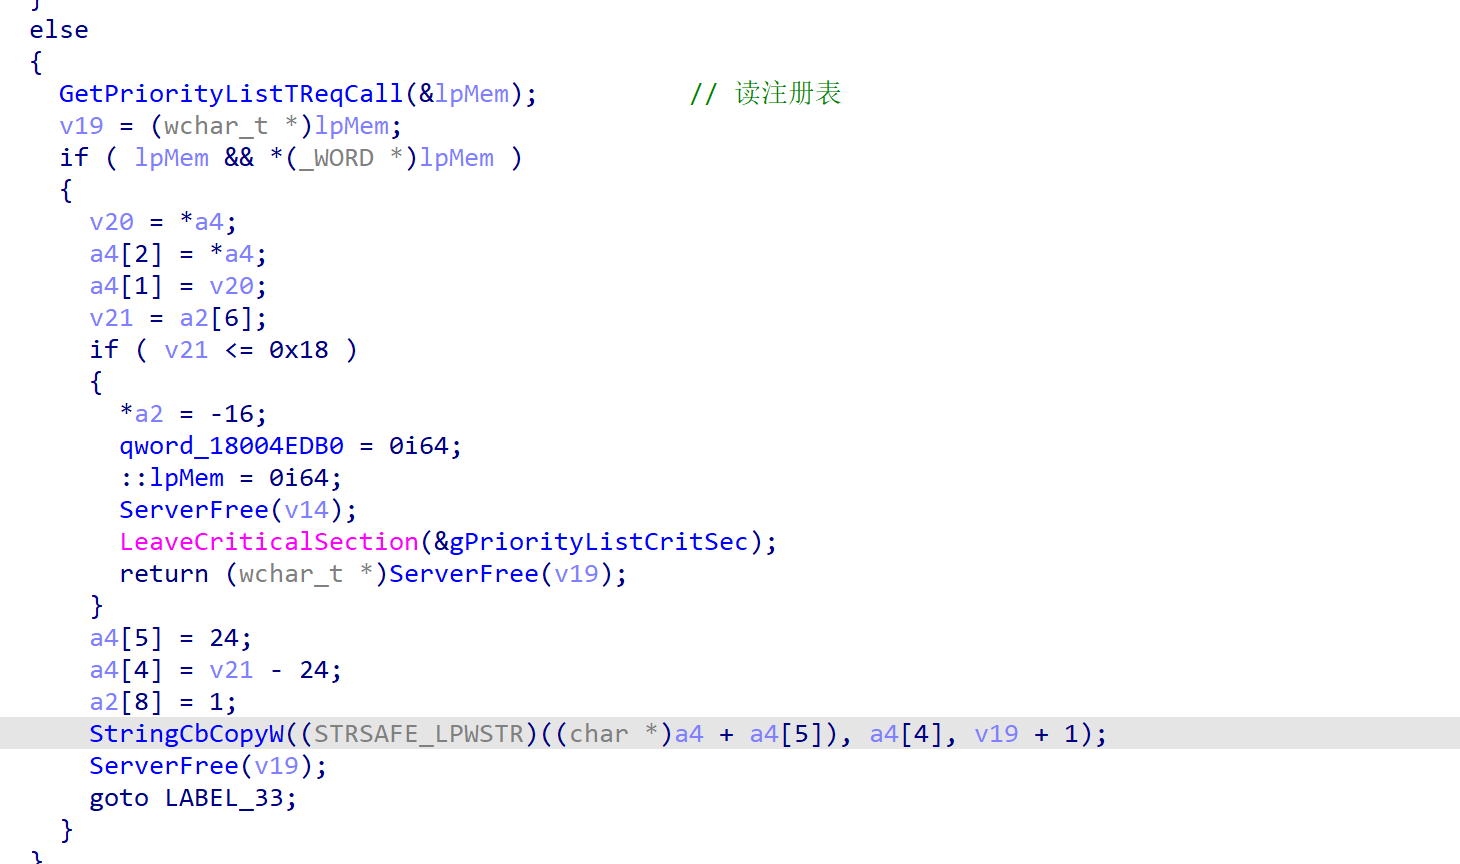 }
else
{
GetPriorityListTReqCall(&lpMem); // 读注册表
v19 = (wchar_t *)lpMem;
if ( lpMem && *(_WORD *)lpMem )
{
v20 = *a4;
a4[2] = *a4;
a4[1] = v20;
v21 = a2[6];
if ( v21 <= 0x18 )
{
*a2 = -16;
qword_18004EDB0 = 0i64;
::lpMem = 0i64;
ServerFree(v14);
LeaveCriticalSection(&gPriorityListCritSec);
return (wchar_t *)ServerFree(v19);
}
a4[5] = 24;
a4[4] = v21 - 24;
a2[8] = 1;
StringCbCopyW((STRSAFE_LPWSTR)((char *)a4 + a4[5]), a4[4], v19 + 1);
ServerFree(v19);
goto LABEL_33;
}
}